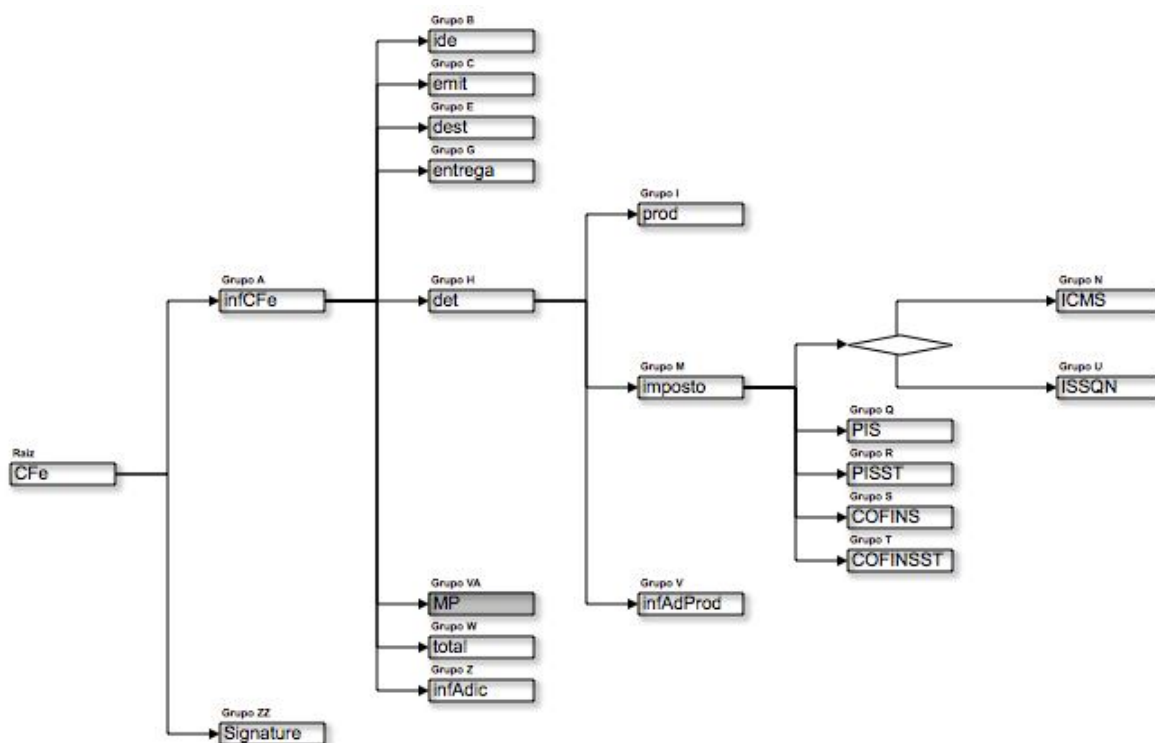 Grupo B
ide
Grupo C
emit
Grupo E
dest
Grupo G
entrega
Grupo I
prod
Grupo A
infCFe
Grupo H
det
Grupo N
ICMS
Grupo M
imposto
Grupo U
ISSQN
Grupo Q
PIS
Raiz
CFe
Grupo R
PISST
Grupo S
COFINS
Grupo T
COFINSST
Grupo VA
MP
Grupo V
infAdProd
Grupo W
total
Grupo Z
infAdic
Grupo ZZ
Signature